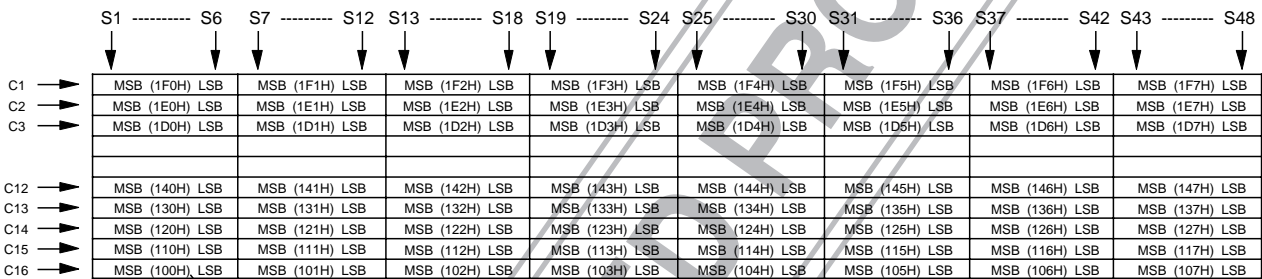 S1 ---------- S6 S7 ---------- S12 S13 ---------- S18 S19 ---------- S24 S25 ---------- S30 S31 ---------- S36 S37 ---------- S42 S43 ---------- S48
C1 MSB (1F0H) LSB MSB (1F1H) LSB MSB (1F2H) LSB MSB (1F3H) LSB MSB (1F4H) LSB MSB (1F5H) LSB MSB (1F6H) LSB MSB (1F7H) LSB
C2 MSB (1E0H) LSB MSB (1E1H) LSB MSB (1E2H) LSB MSB (1E3H) LSB MSB (1E4H) LSB MSB (1E5H) LSB MSB (1E6H) LSB MSB (1E7H) LSB
C3 MSB (1D0H) LSB MSB (1D1H) LSB MSB (1D2H) LSB MSB (1D3H) LSB MSB (1D4H) LSB MSB (1D5H) LSB MSB (1D6H) LSB MSB (1D7H) LSB
C12 MSB (140H) LSB MSB (141H) LSB MSB (142H) LSB MSB (143H) LSB MSB (144H) LSB MSB (145H) LSB MSB (146H) LSB MSB (147H) LSB
C13 MSB (130H) LSB MSB (131H) LSB MSB (132H) LSB MSB (133H) LSB MSB (134H) LSB MSB (135H) LSB MSB (136H) LSB MSB (137H) LSB
C14 MSB (120H) LSB MSB (121H) LSB MSB (122H) LSB MSB (123H) LSB MSB (124H) LSB MSB (125H) LSB MSB (126H) LSB MSB (127H) LSB
C15 MSB (110H) LSB MSB (111H) LSB MSB (112H) LSB MSB (113H) LSB MSB (114H) LSB MSB (115H) LSB MSB (116H) LSB MSB (117H) LSB
C16 MSB (100H) LSB MSB (101H) LSB MSB (102H) LSB MSB (103H) LSB MSB (104H) LSB MSB (105H) LSB MSB (106H) LSB MSB (107H) LSB